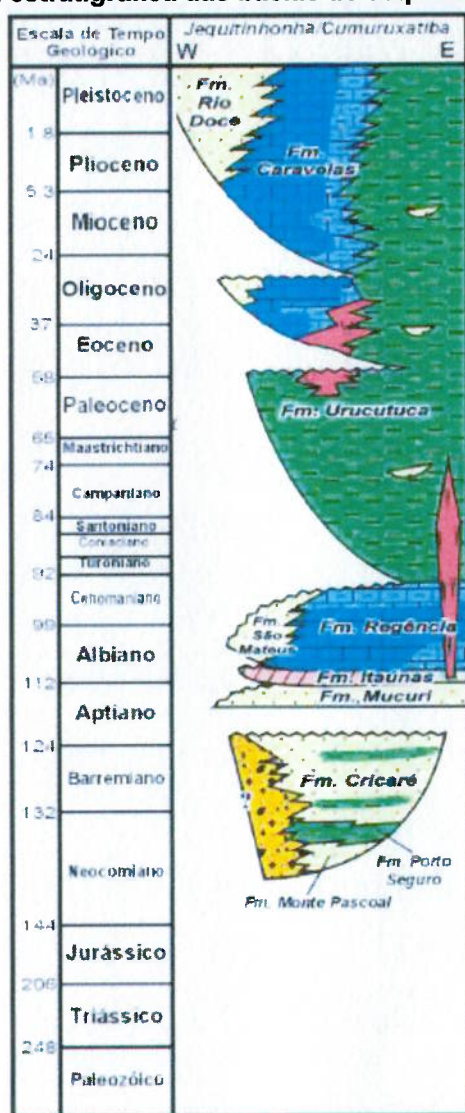 Escala de Tempo
Geológico
Jequitinhonha/Cumuruxatiba
W E
(Ma)
Pleistoceno
1.8
Plioceno
5.3
Mioceno
24
Oligoceno
37
Eoceno
58
Paleoceno
65
Maastrichtiano
74
Campaniano
84
Santoniano
Coniaciano
Turoniano
92
Cenomaniano
99
Albiano
112
Aptiano
124
Barremiano
132
Neocomiano
144
Jurássico
206
Triássico
248
Paleozóico
Fm.
Rio
Doce
Fm.
Caravelas
Fm. Urucutuca
Fm.
São
Mateus
Fm. Regência
Fm. Itaúnas
Fm. Mucuri
?
Fm. Cricaré
Fm. Porto
Seguro
Fm. Monte Pascoal